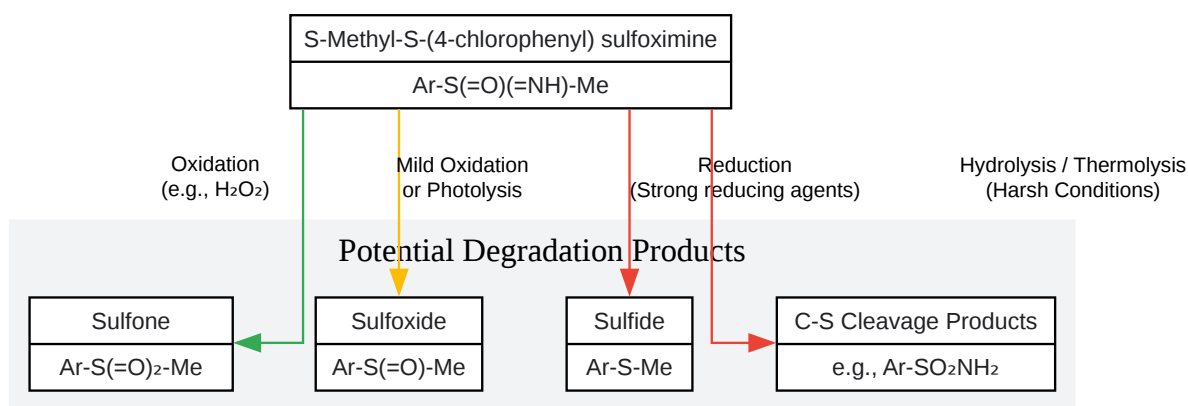 S-Methyl-S-(4-chlorophenyl) sulfoximine
Ar-S(=O)(=NH)-Me
Oxidation
(e.g., H₂O₂)
Mild Oxidation
or Photolysis
Reduction
(Strong reducing agents)
Hydrolysis / Thermolysis
(Harsh Conditions)
Potential Degradation Products
Sulfone
Ar-S(=O)₂-Me
Sulfoxide
Ar-S(=O)-Me
Sulfide
Ar-S-Me
C-S Cleavage Products
e.g., Ar-SO₂NH₂